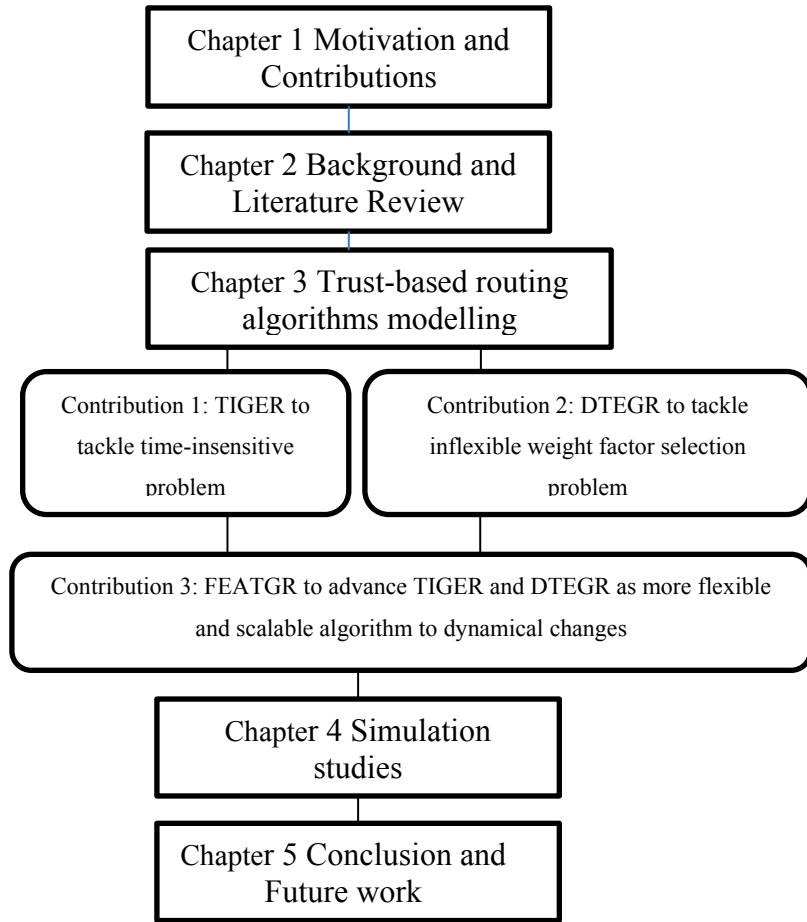 Chapter 1 Motivation and
Contributions
Chapter 2 Background and
Literature Review
Chapter 3 Trust-based routing
algorithms modelling
Contribution 1: TIGER to
tackle time-insensitive
problem
Contribution 2: DTEGR to tackle
inflexible weight factor selection
problem
Contribution 3: FEATGR to advance TIGER and DTEGR as more flexible
and scalable algorithm to dynamical changes
Chapter 4 Simulation
studies
Chapter 5 Conclusion and
Future work